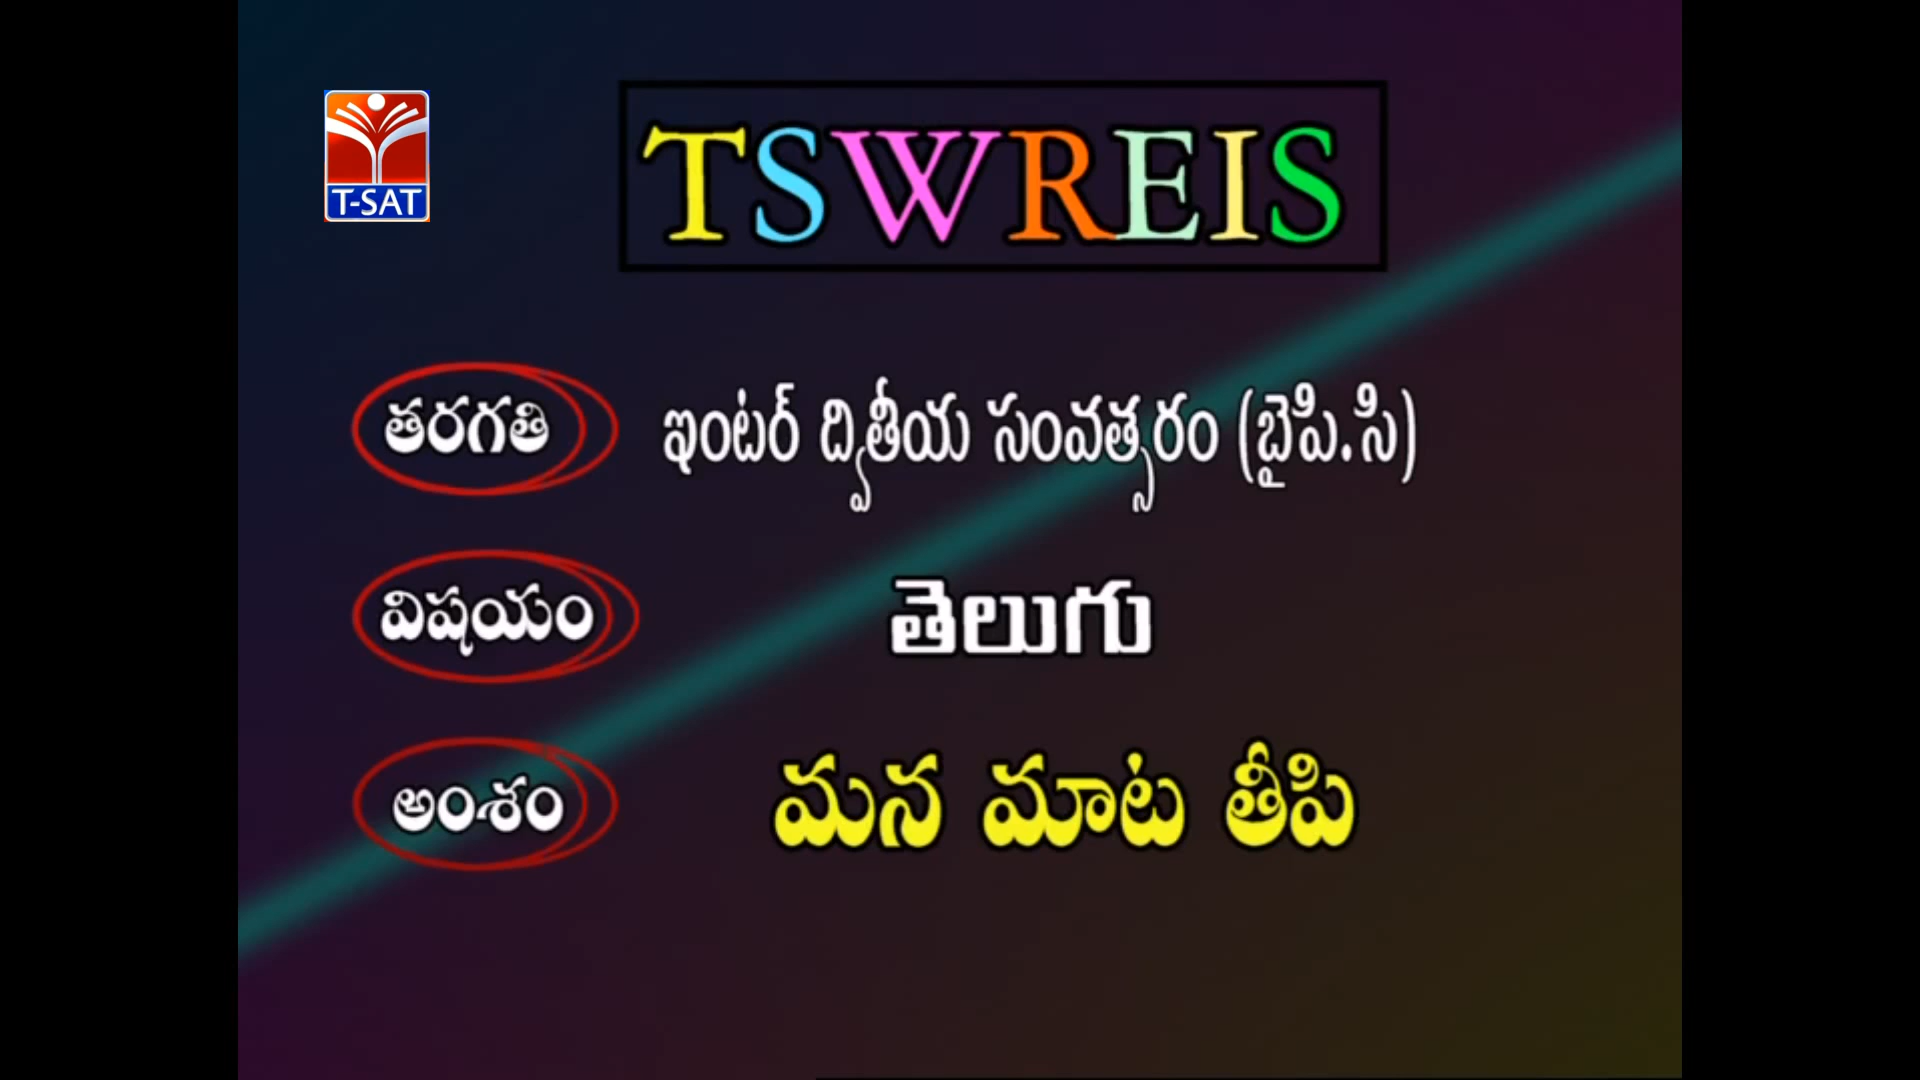 T-SAT
TSWREIS
తరగతి ఇంటర్ ద్వితీయ సంవత్సరం (బైపి.సి)
విషయం తెలుగు
అంశం మన మాట తీపి